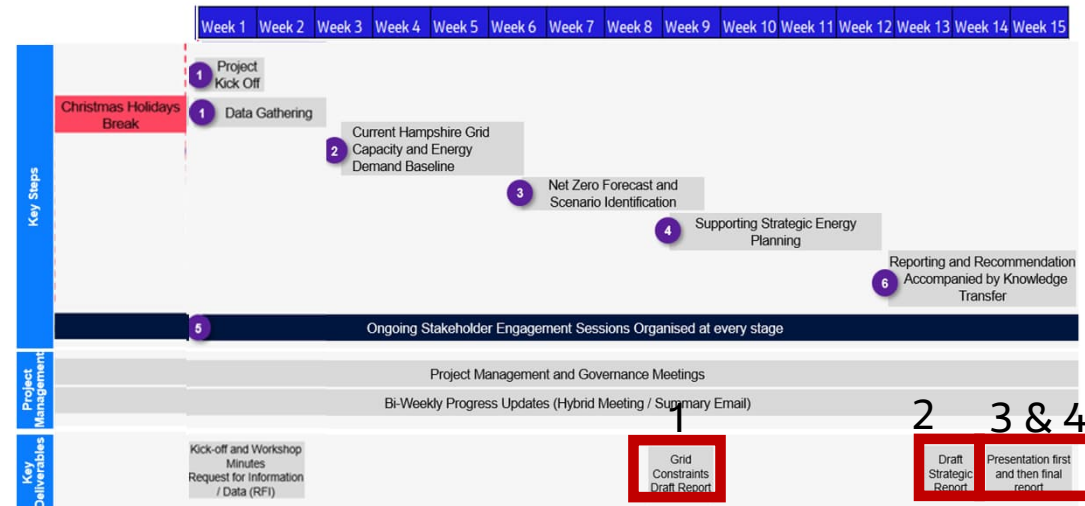 Week 1 Week 2 Week 3 Week 4 Week 5 Week 6 Week 7 Week 8 Week 9 Week 10 Week 11 Week 12 Week 13 Week 14 Week 15
Key Steps
1 Project
Kick Off
Christmas Holidays
Break
1 Data Gathering
2 Current Hampshire Grid
Capacity and Energy
Demand Baseline
3 Net Zero Forecast and
Scenario Identification
4 Supporting Strategic Energy
Planning
6 Reporting and Recommendation
Accompanied by Knowledge
Transfer
5 Ongoing Stakeholder Engagement Sessions Organised at every stage
Project
Management
Project Management and Governance Meetings
Bi-Weekly Progress Updates (Hybrid Meeting / Summary Email)
Key
Deliverables
Kick-off and Workshop
Minutes
Request for Information
/ Data (RFI)
1
Grid
Constraints
Draft Report
2
Draft
Strategic
Report
3 & 4
Presentation first
and then final
report